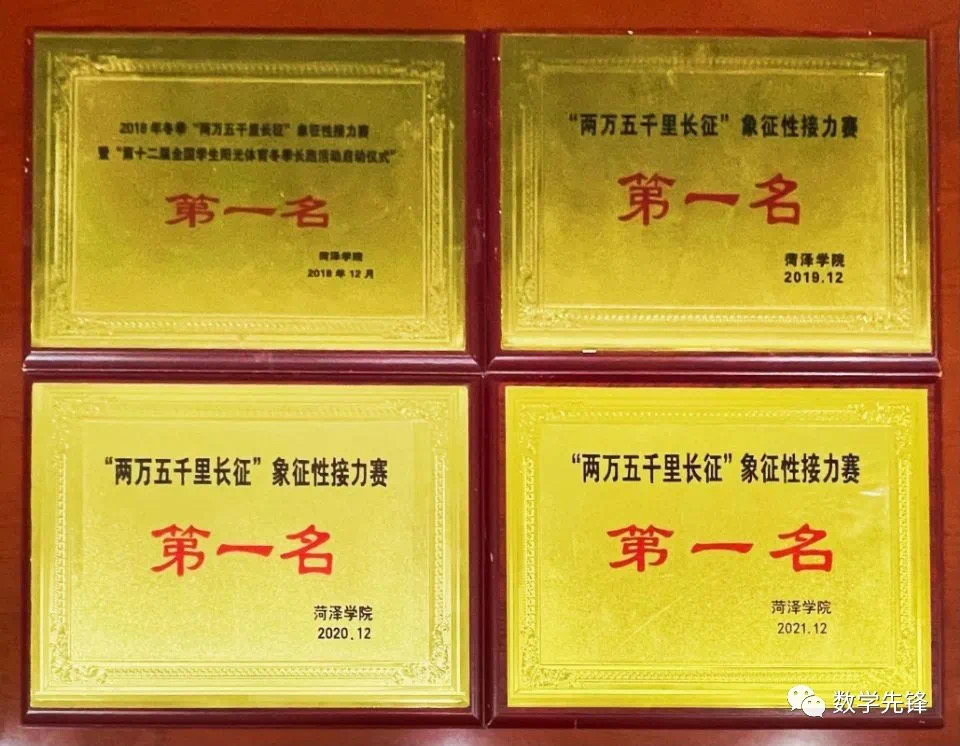 2018年冬季“两万五千里长征”象征性接力赛
暨“第十二届全国学生阳光体育冬季长跑活动启动仪式”
第一名
菏泽学院
2018年12月
“两万五千里长征”象征性接力赛
第一名
菏泽学院
2019.12
“两万五千里长征”象征性接力赛
第一名
菏泽学院
2020.12
“两万五千里长征”象征性接力赛
第一名
菏泽学院
2021.12
数学先锋